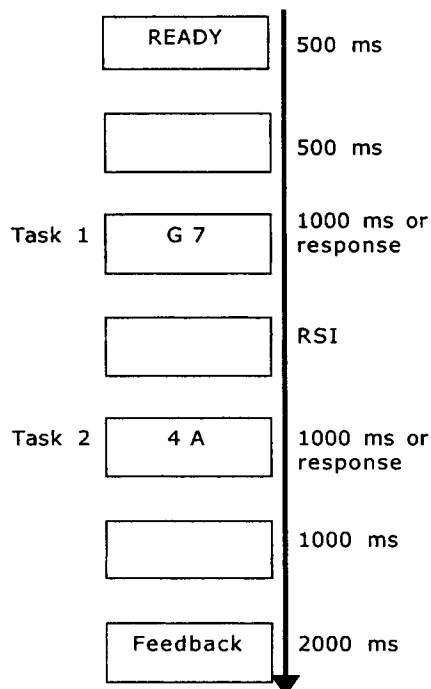 READY
500 ms
500 ms
Task 1
G 7
1000 ms or
response
RSI
Task 2
4 A
1000 ms or
response
1000 ms
Feedback
2000 ms